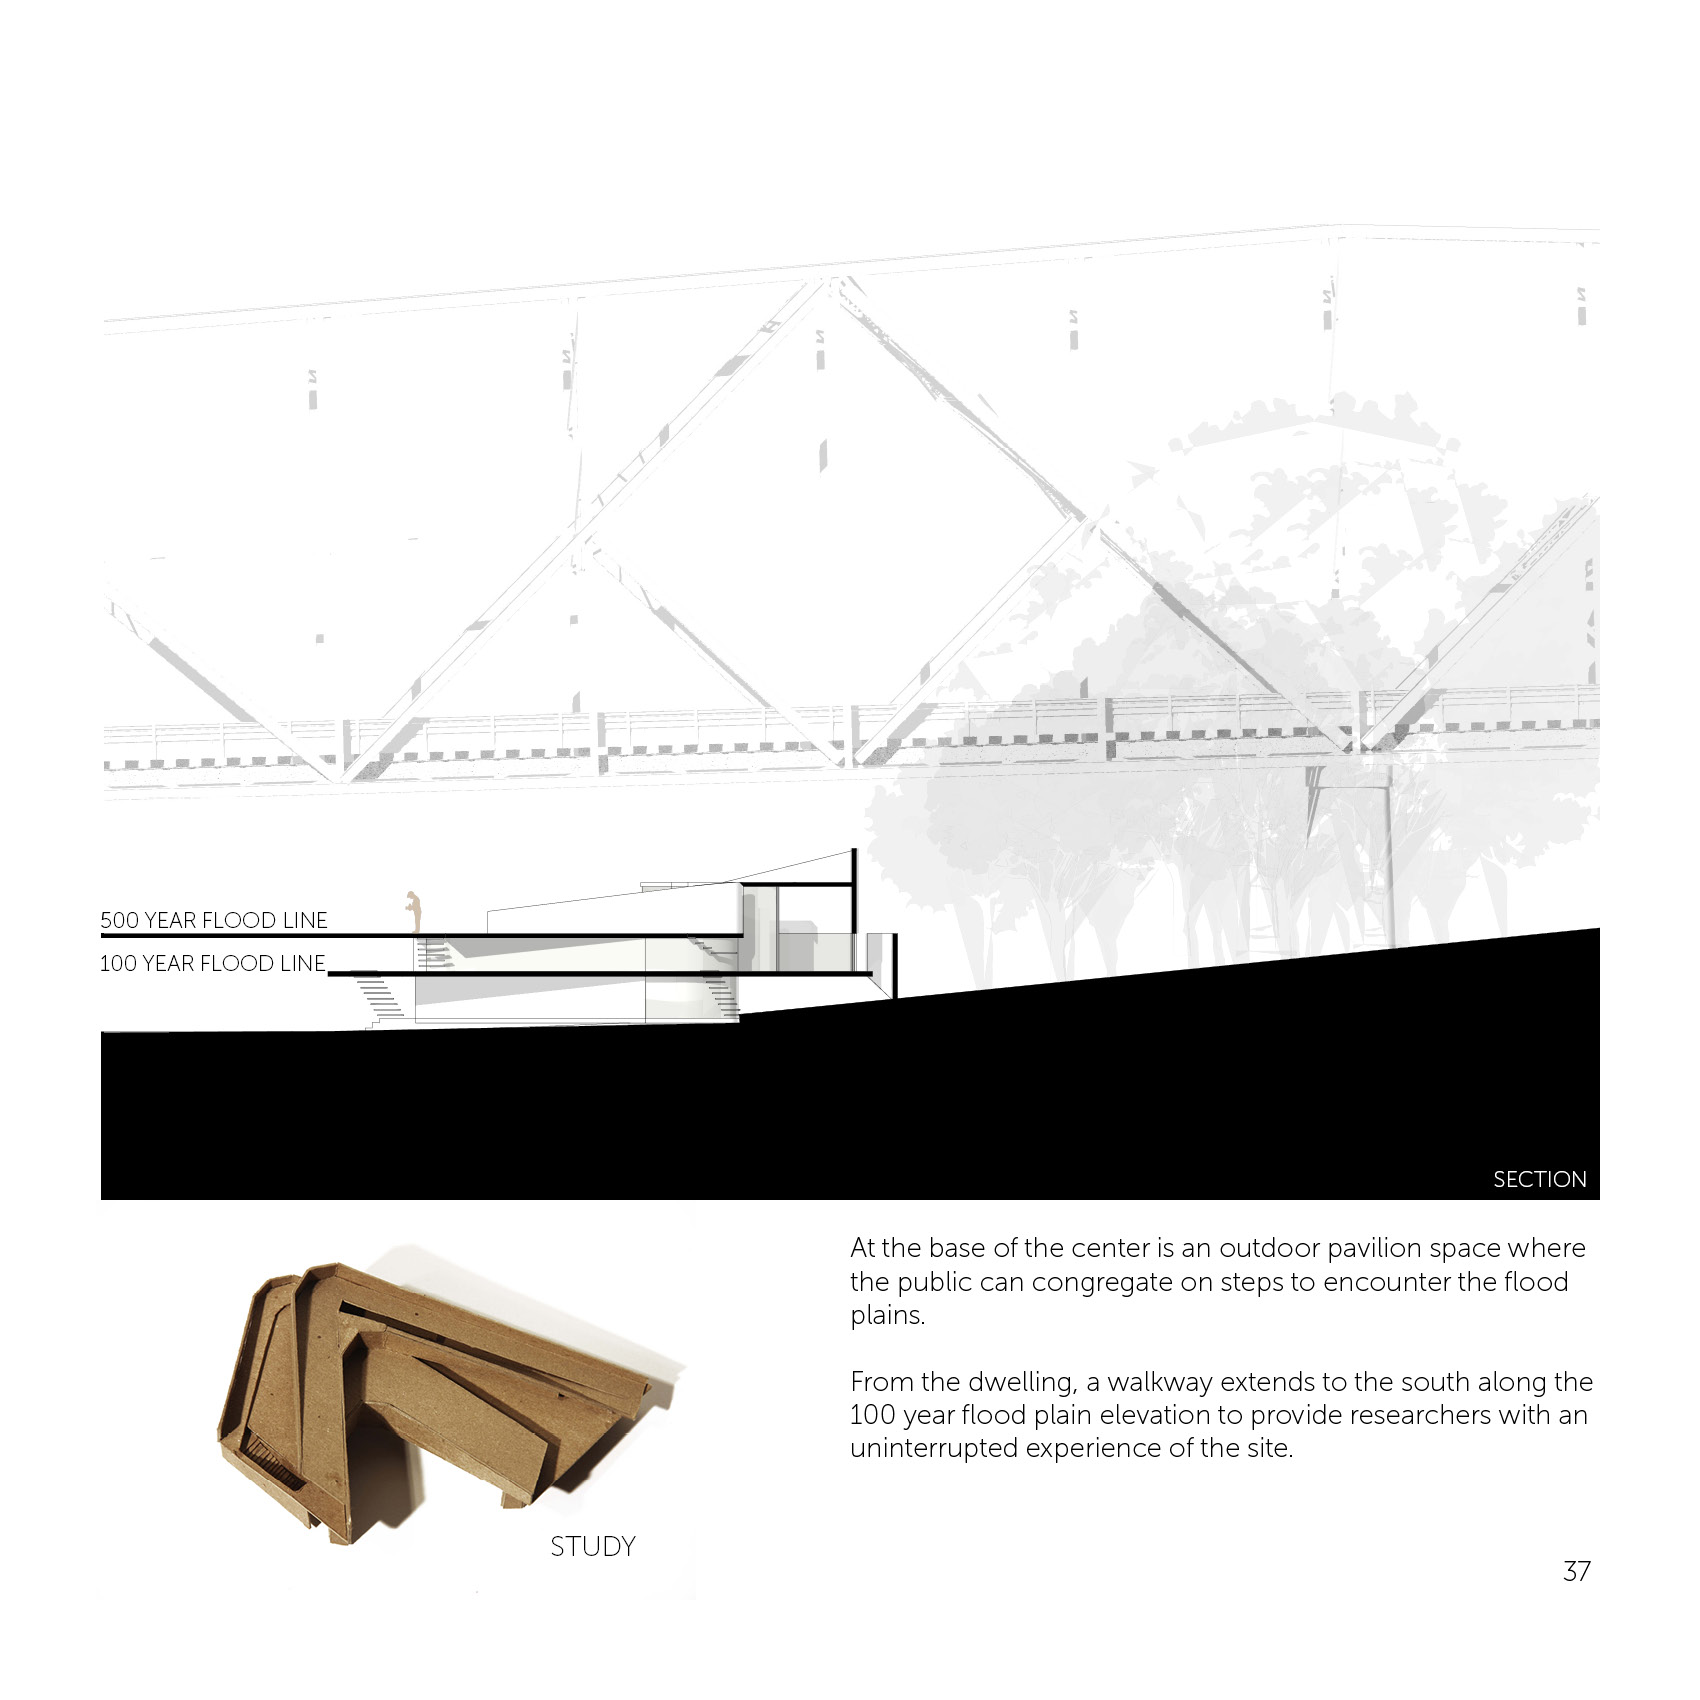 500 YEAR FLOOD LINE
100 YEAR FLOOD LINE
SECTION
At the base of the center is an outdoor pavilion space where
the public can congregate on steps to encounter the flood
plains.
From the dwelling, a walkway extends to the south along the
100 year flood plain elevation to provide researchers with an
uninterrupted experience of the site.
STUDY
37